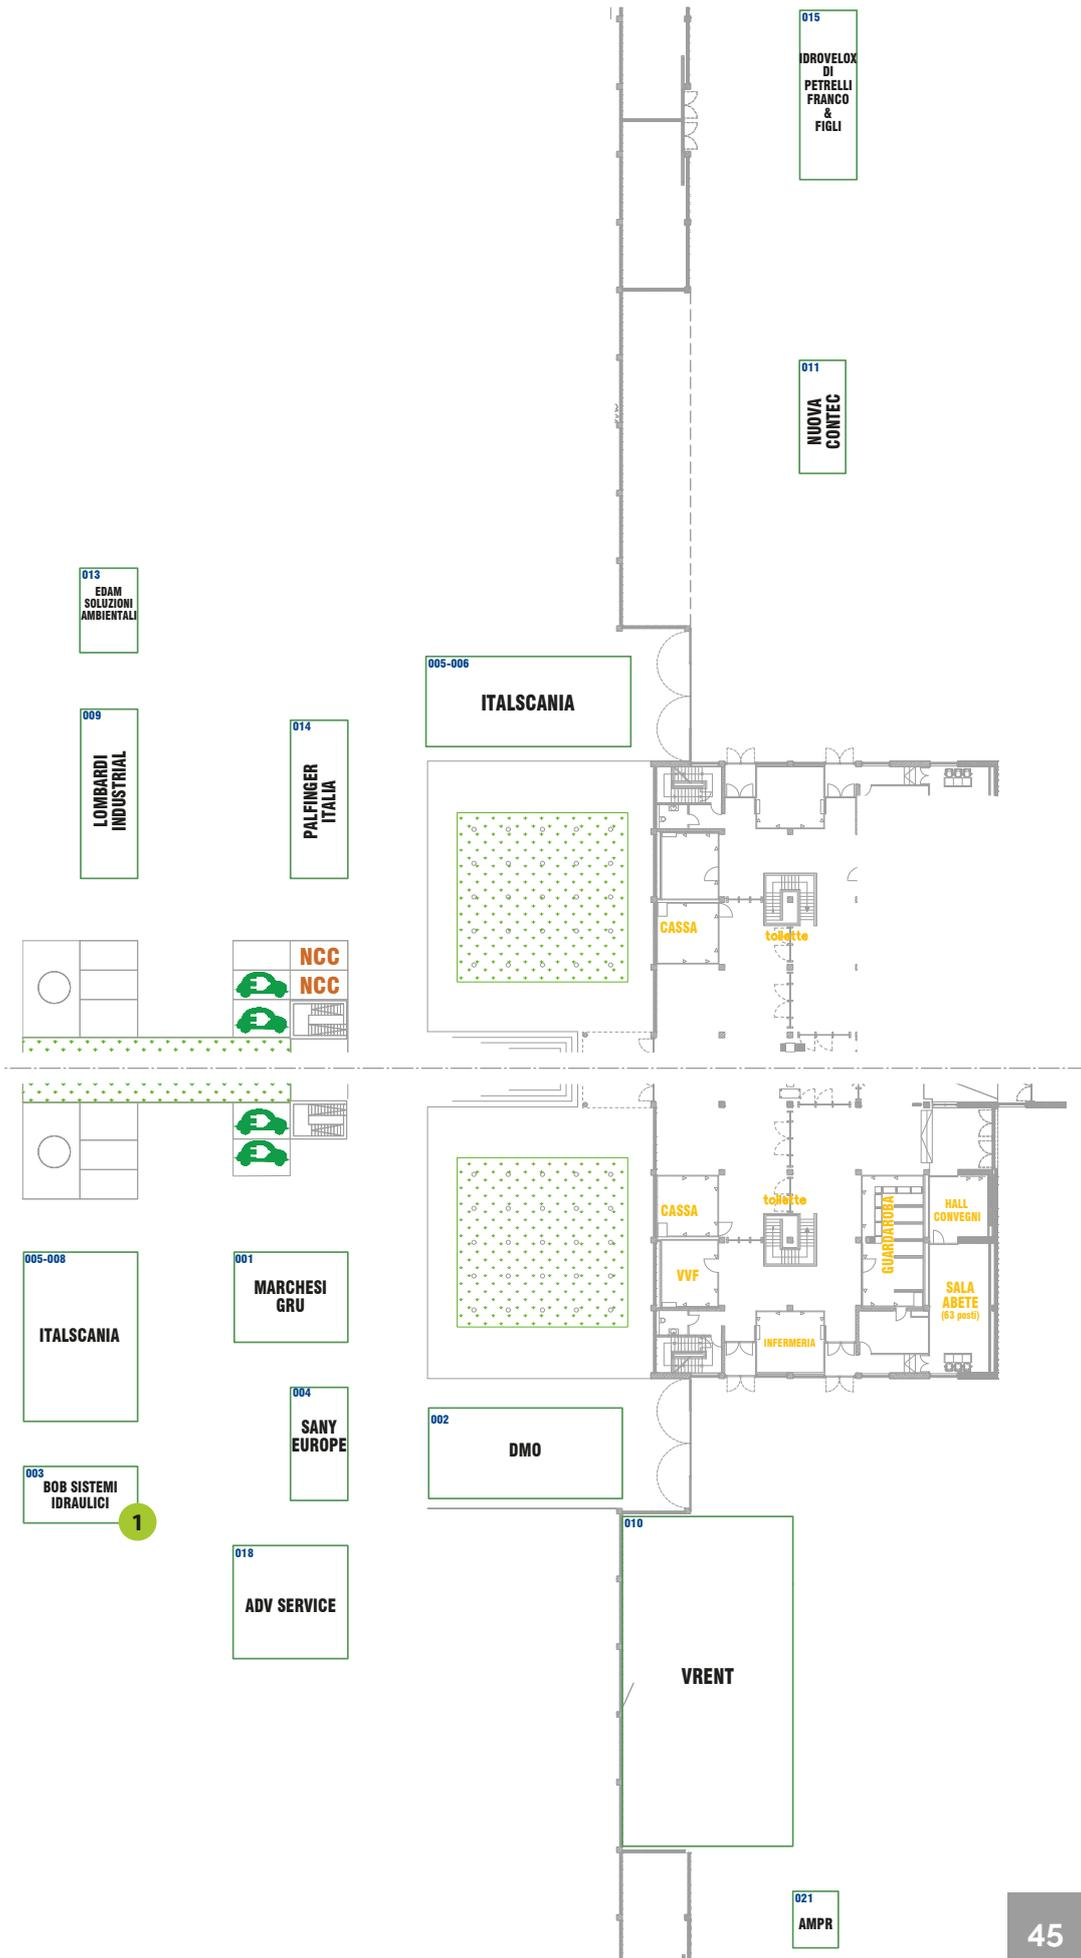 015
IDROVELOX
DI
PETRELLI
FRANCO
&
FIGLI
011
NUOVA
CONTEC
013
EDAM
SOLUZIONI
AMBIENTALI
005-006
ITALSCANIA
009
LOMBARDI
INDUSTRIAL
014
PALFINGER
ITALIA
CASSA
toilette
NCC
NCC
CASSA
toilette
GUARDAROBA
HALL
CONVEGNI
VVF
SALA
ABETE
(63 posti)
INFERMERIA
005-008
ITALSCANIA
001
MARCHESI
GRU
004
SANY
EUROPE
002
DMO
003
BOB SISTEMI
IDRAULICI
1
010
VRENT
018
ADV SERVICE
021
AMPR
45